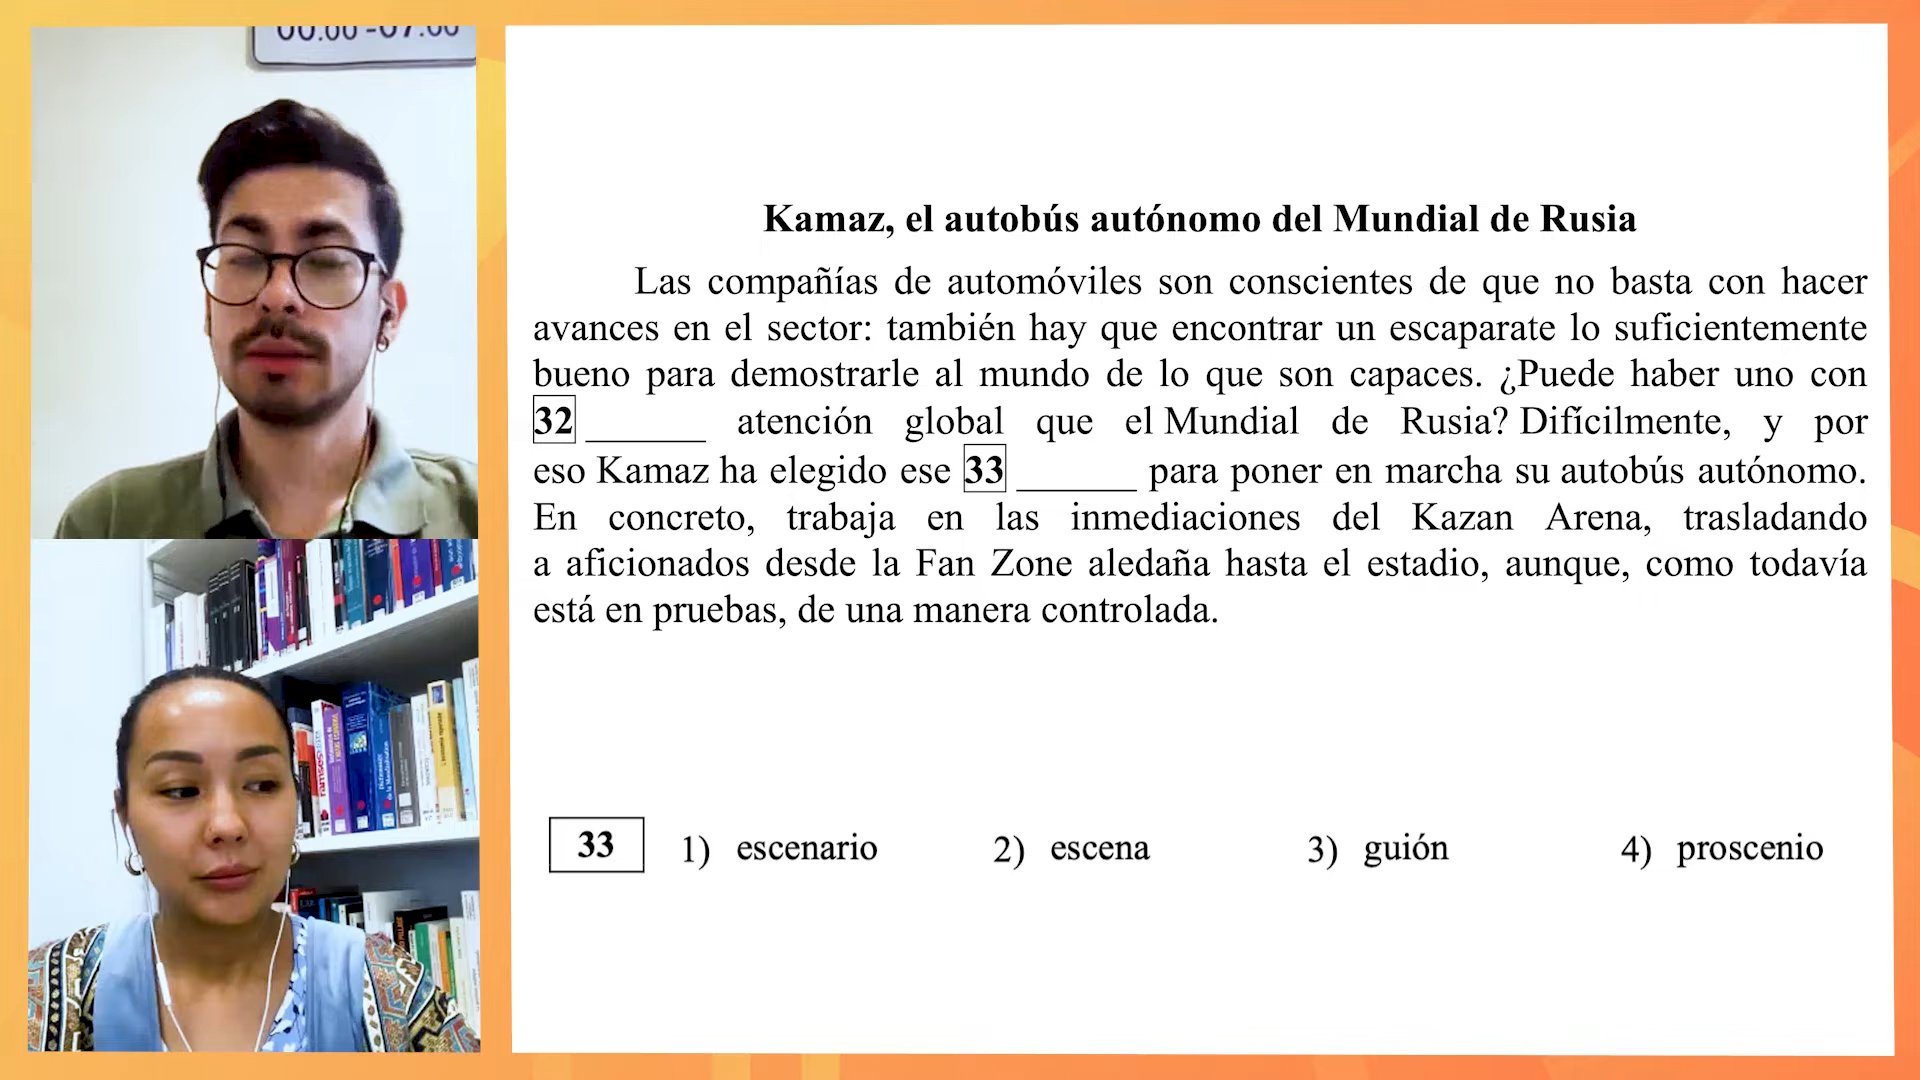 Kamaz, el autobús autónomo del Mundial de Rusia
Las compañías de automóviles son conscientes de que no basta con hacer
avances en el sector: también hay que encontrar un escaparate lo suficientemente
bueno para demostrarle al mundo de lo que son capaces. ¿Puede haber uno con
32 ______ atención global que el Mundial de Rusia? Difícilmente, y por
eso Kamaz ha elegido ese 33 ______ para poner en marcha su autobús autónomo.
En concreto, trabaja en las inmediaciones del Kazan Arena, trasladando
a aficionados desde la Fan Zone aledaña hasta el estadio, aunque, como todavía
está en pruebas, de una manera controlada.
33 1) escenario 2) escena 3) guión 4) proscenio